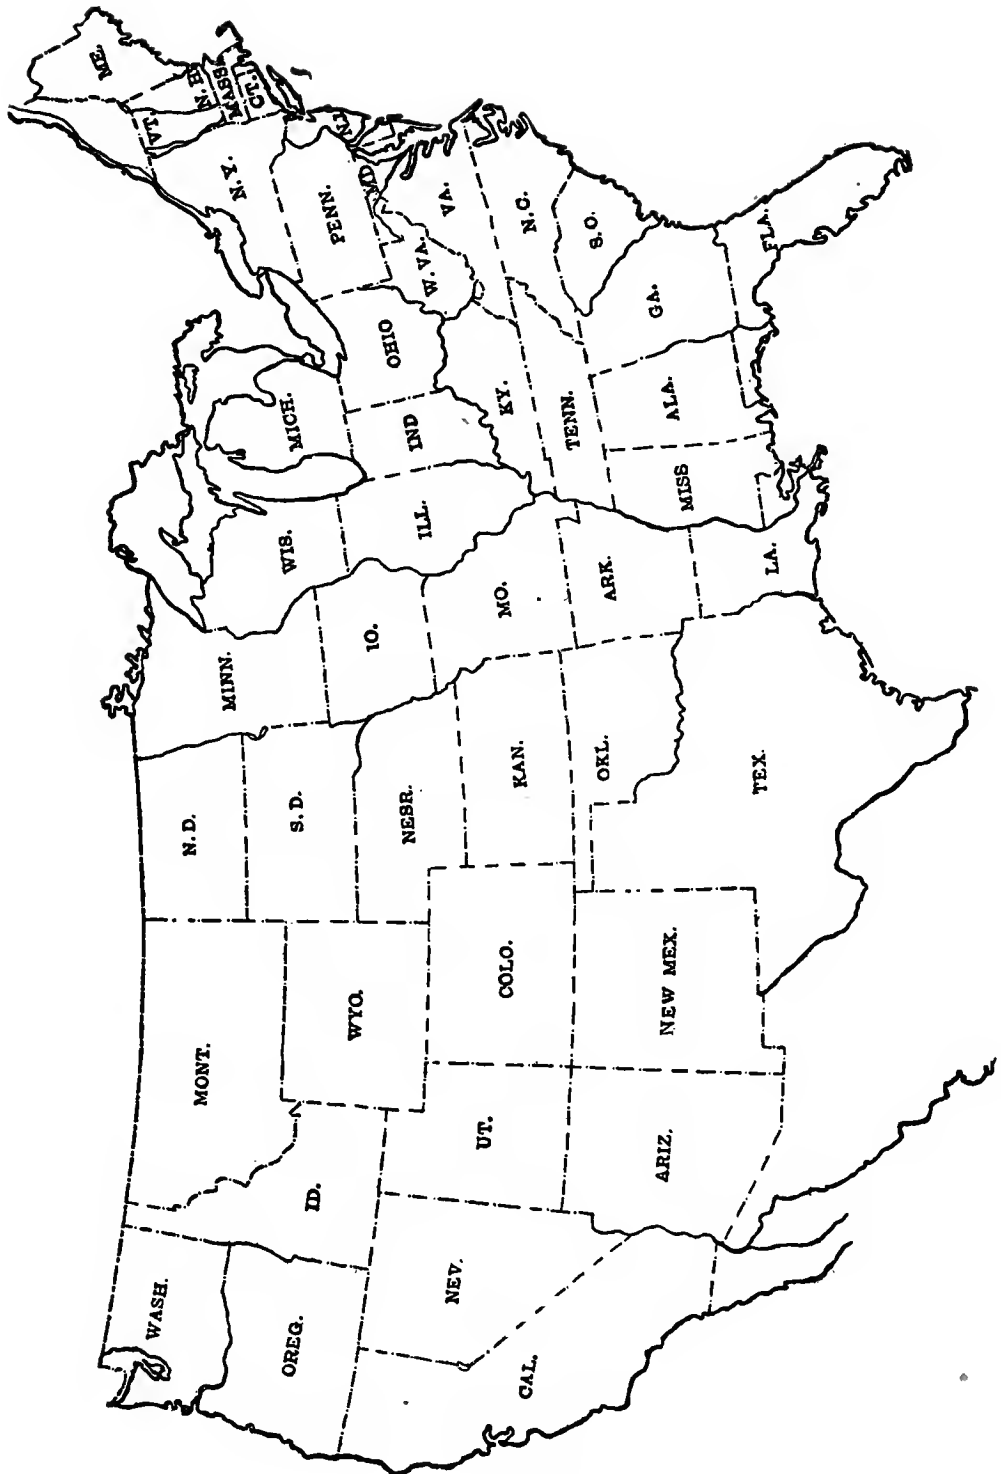 WASH.
OREG.
CAL.
NEV.
ID.
MONT.
WYO.
UT.
ARIZ.
COLO.
NEW MEX.
N.D.
S.D.
NEBR.
KAN.
OKL.
TEX.
MINN.
IO.
MO.
ARK.
LA.
WIS.
ILL.
MICH.
IND
OHIO
KY.
TENN.
MISS
ALA.
GA.
FLA.
S.C.
N.C.
VA.
W.VA.
MD
PENN.
N.J
N.Y.
VT.
N.H.
MASS.
CT.
ME.